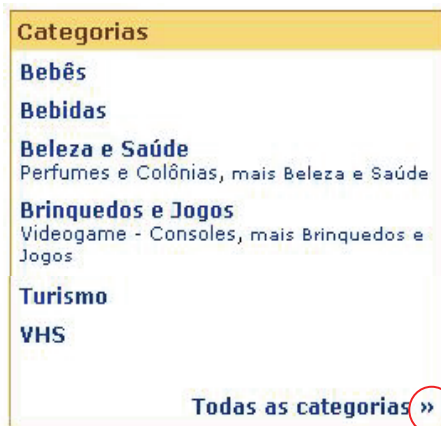 Categorias
Bebês
Bebidas
Beleza e Saúde
Perfumes e Colônias, mais Beleza e Saúde
Brinquedos e Jogos
Videogame - Consoles, mais Brinquedos e
Jogos
Turismo
VHS
Todas as categorias »